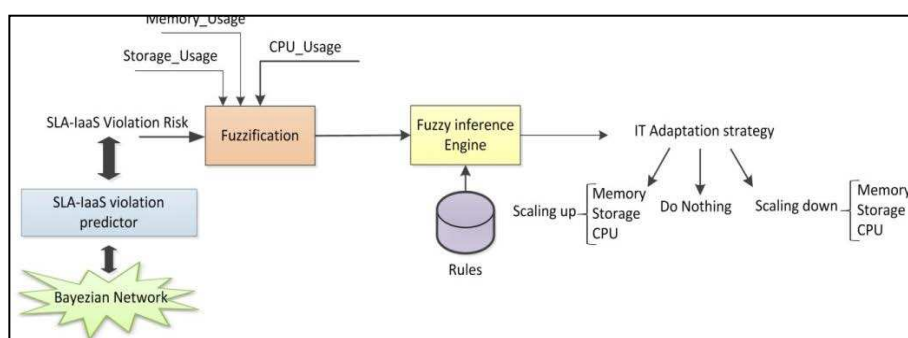 Memory_Usage
Storage_Usage
CPU_Usage
SLA-IaaS Violation Risk
Fuzzification
Fuzzy inference
Engine
IT Adaptation strategy
SLA-IaaS violation
predictor
Bayezian Network
Rules
Scaling up
Memory
Storage
CPU
Do Nothing
Scaling down
Memory
Storage
CPU